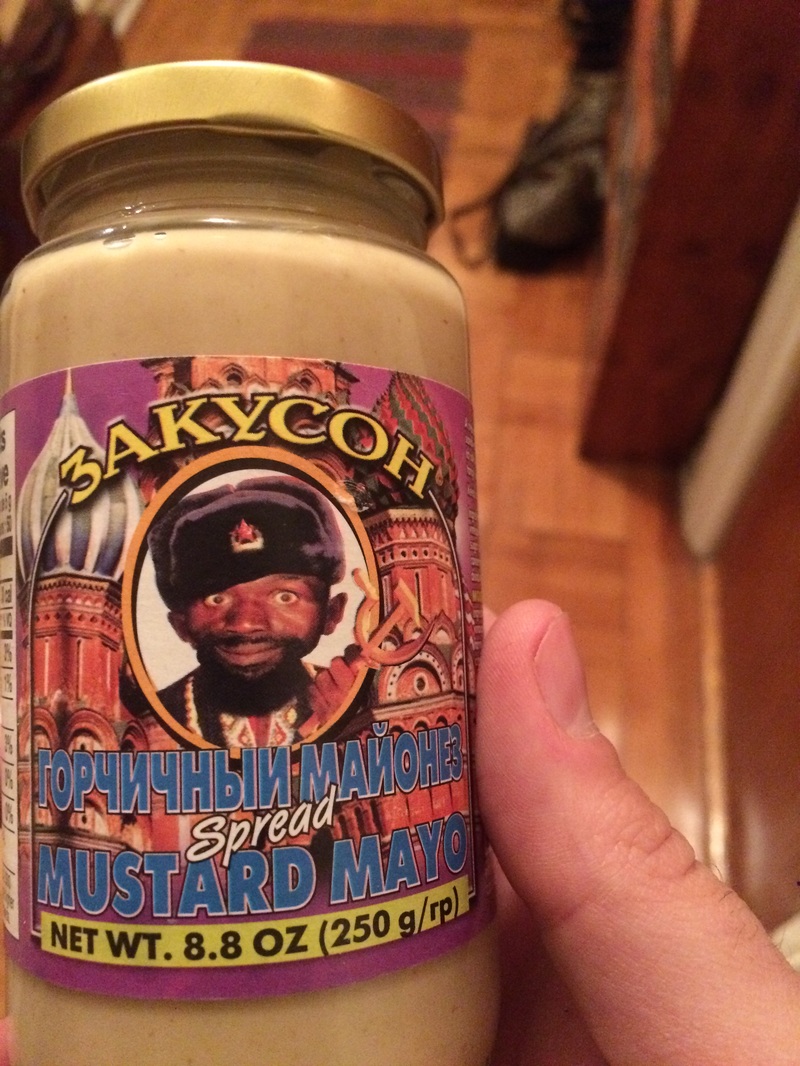 ЗАКУСОН
ГОРЧИЧНЫЙ МАЙОНЕЗ
Spread
MUSTARD MAYO
NET WT. 8.8 OZ (250 g/гр)